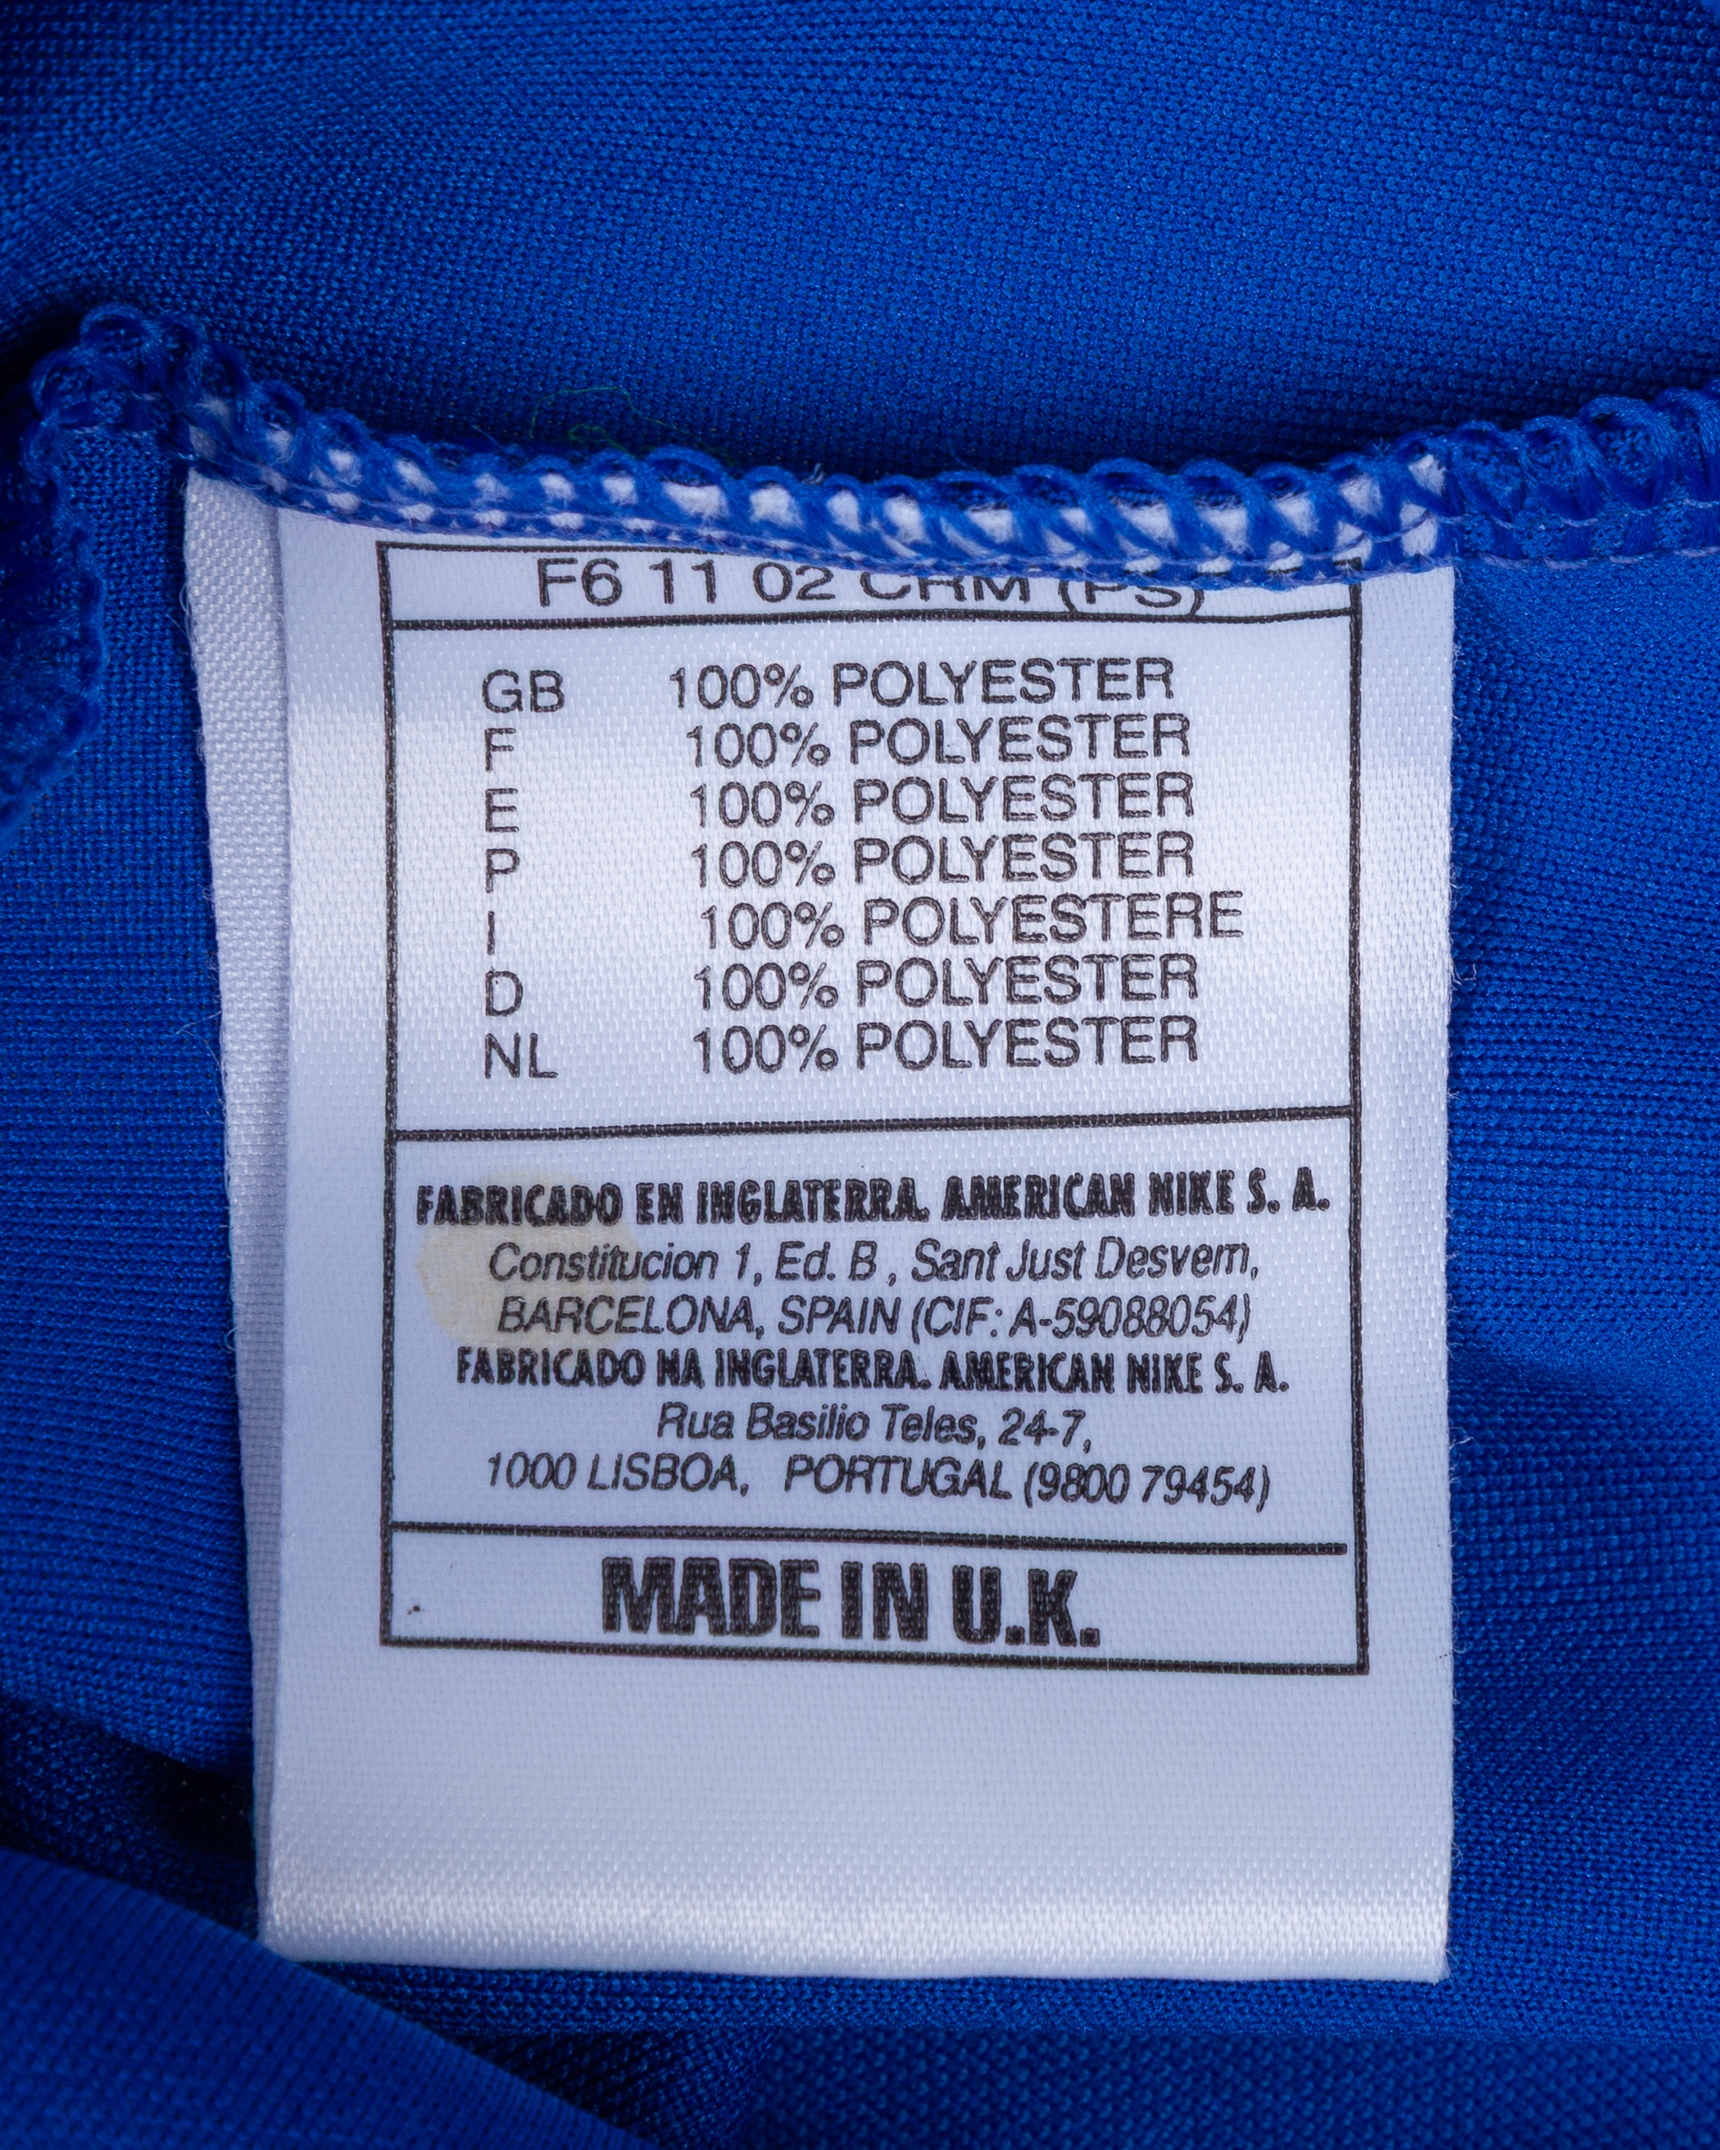 F6 11 02 CRM (PS)
GB 100% POLYESTER
F 100% POLYESTER
E 100% POLYESTER
P 100% POLYESTER
I 100% POLYESTERE
D 100% POLYESTER
NL 100% POLYESTER
FABRICADO EN INGLATERRA. AMERICAN NIKE S. A.
Constitucion 1, Ed. B , Sant Just Desvern,
BARCELONA, SPAIN (CIF: A-59088054)
FABRICADO NA INGLATERRA. AMERICAN NIKE S. A.
Rua Basilio Teles, 24-7,
1000 LISBOA, PORTUGAL (9800 79454)
MADE IN U.K.